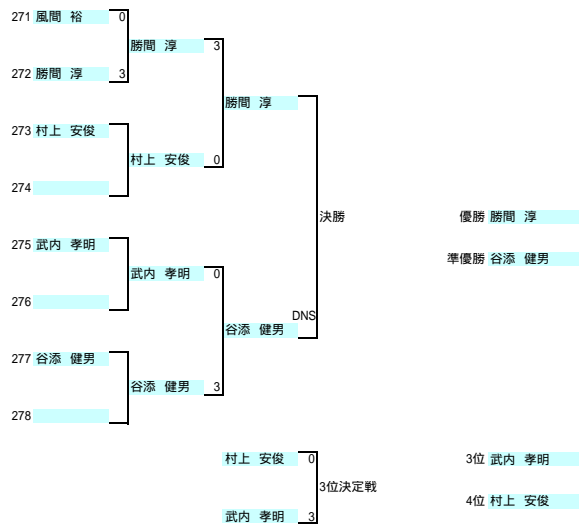 271 風間 裕 0
勝間 淳 3
272 勝間 淳 3
勝間 淳
273 村上 安俊
村上 安俊 0
274
決勝
優勝 勝間 淳
275 武内 孝明
準優勝 谷添 健男
武内 孝明 0
276
DNS
谷添 健男
277 谷添 健男
谷添 健男 3
278
村上 安俊 0
3位 武内 孝明
3位決定戦
4位 村上 安俊
武内 孝明 3